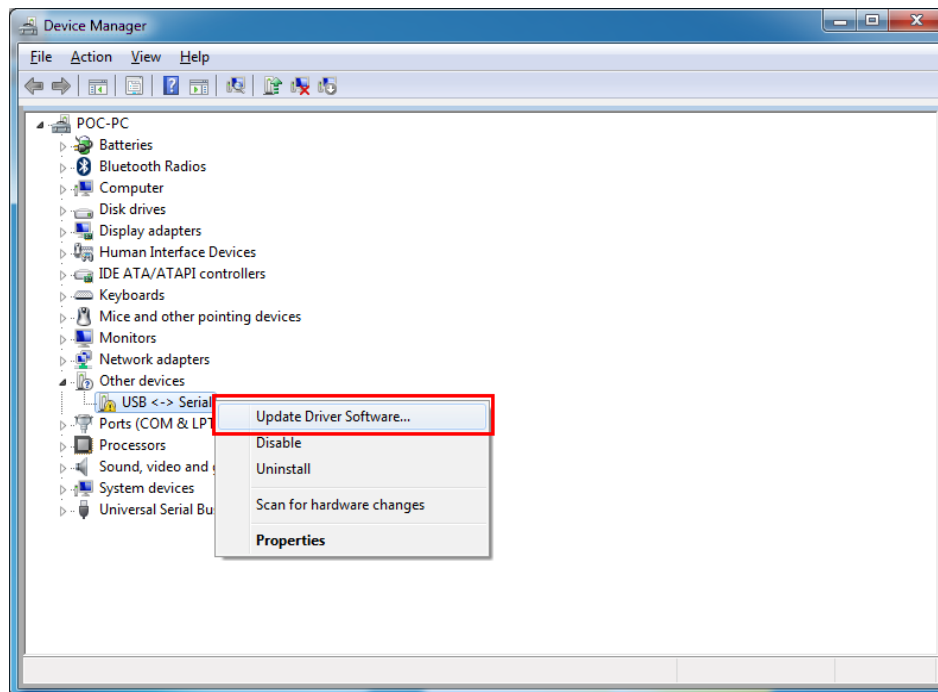 Device Manager
File Action View Help
POC-PC
Batteries
Bluetooth Radios
Computer
Disk drives
Display adapters
Human Interface Devices
IDE ATA/ATAPI controllers
Keyboards
Mice and other pointing devices
Monitors
Network adapters
Other devices
USB <-> Serial
Ports (COM & LPT
Processors
Sound, video and
System devices
Universal Serial Bu
Update Driver Software...
Disable
Uninstall
Scan for hardware changes
Properties